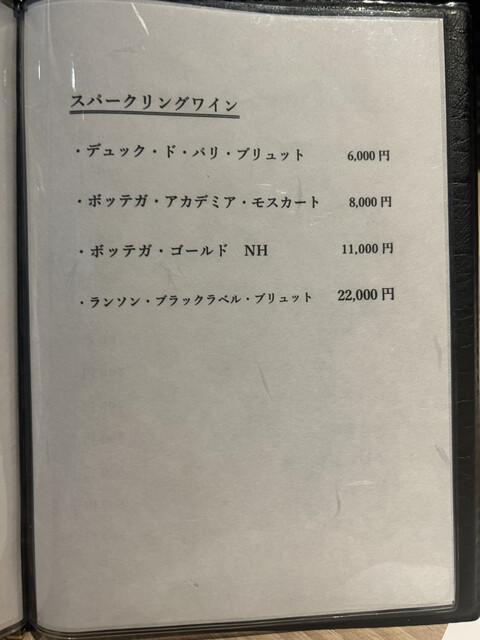 スパークリングワイン
・デュック・ド・パリ・ブリュット 6,000円
・ボッテガ・アカデミア・モスカート 8,000円
・ボッテガ・ゴールド NH 11,000円
・ランソン・ブラックラベル・ブリュット 22,000円